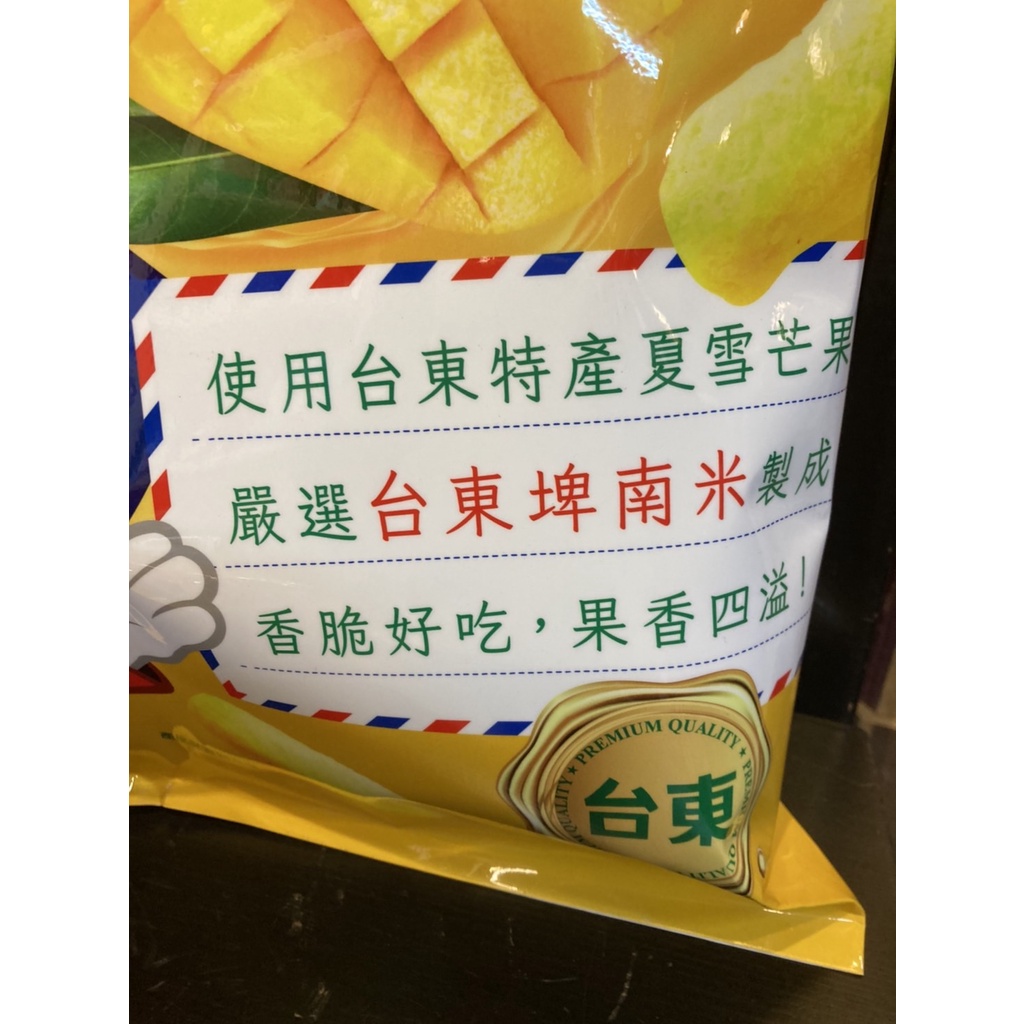 使用台東特產夏雪芒果
嚴選台東埤南米製成
香脆好吃，果香四溢！
PREMIUM QUALITY
台東